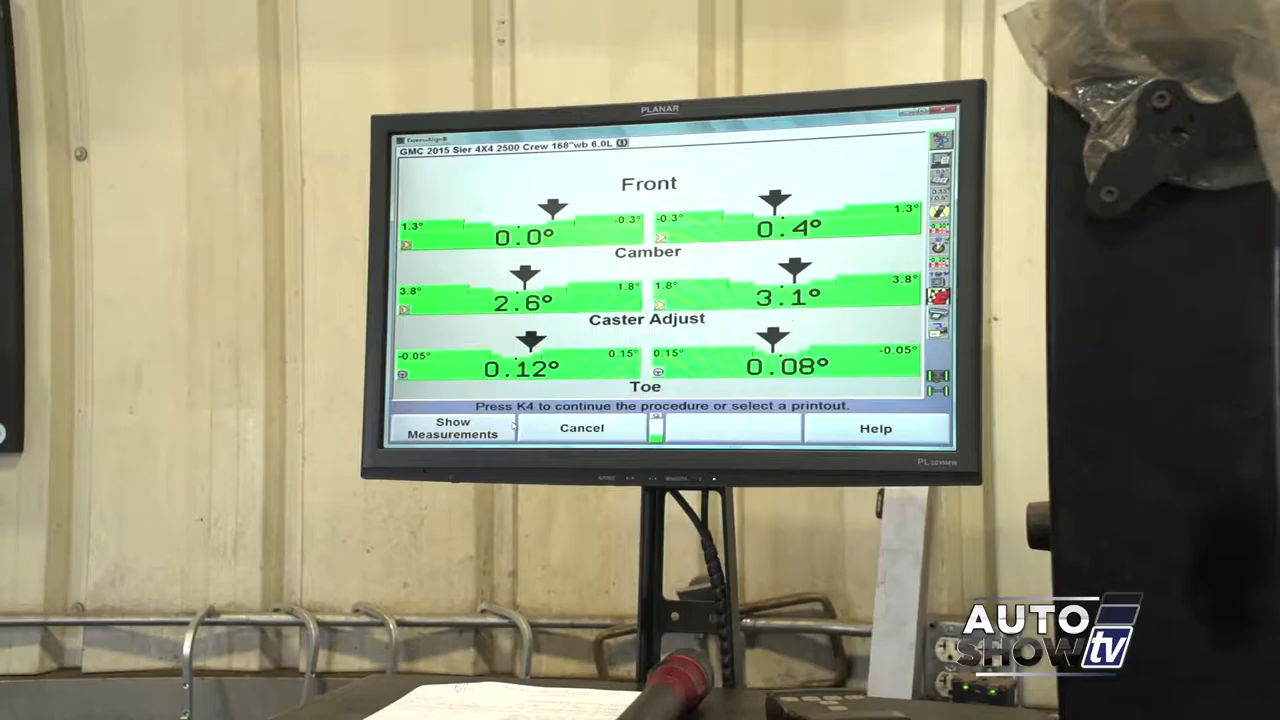 PLANAR
ExpressAlign®
GMC 2015 Sier 4X4 2500 Crew 168"wb 6.0L
Front
1.3° 0.0° -0.3° -0.3° 0.4° 1.3°
Camber
3.8° 2.6° 1.8° 1.8° 3.1° 3.8°
Caster Adjust
-0.05° 0.12° 0.15° 0.15° 0.08° -0.05°
Toe
Press K4 to continue the procedure or select a printout.
Show Measurements
Cancel
Help
AUTO
SHOW tv